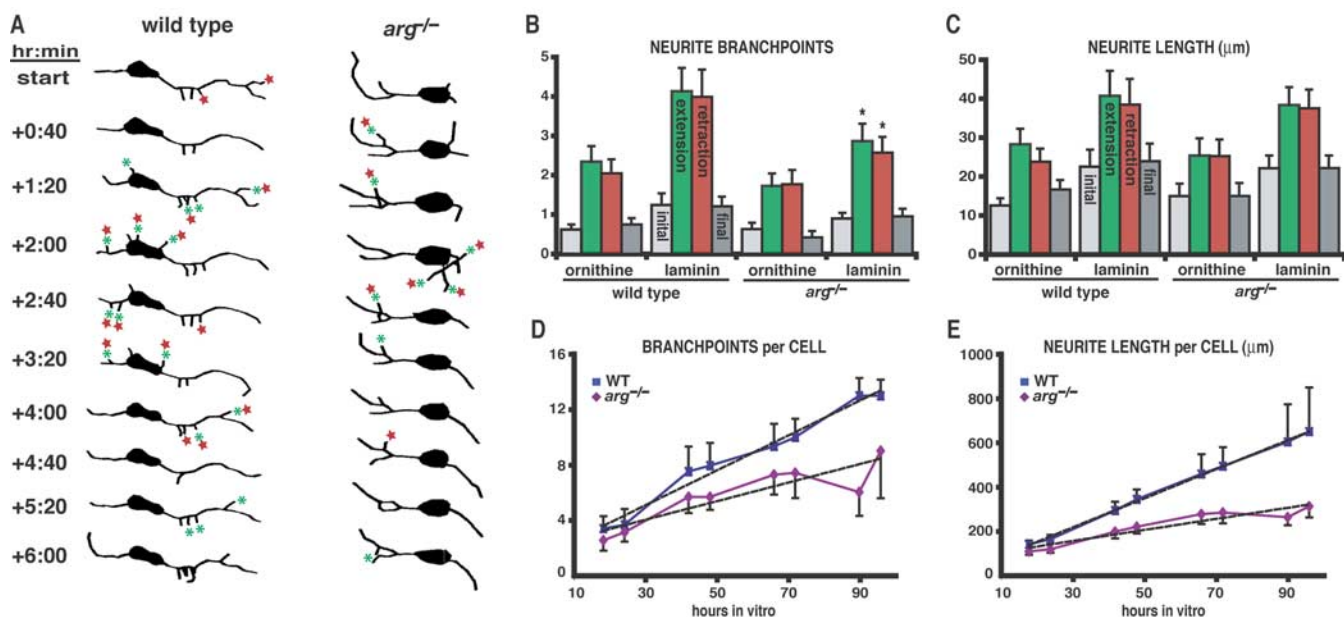 A
wild type
arg–/–
hr:min
start
+0:40
+1:20
+2:00
+2:40
+3:20
+4:00
+4:40
+5:20
+6:00
B
NEURITE BRANCHPOINTS
5
4
3
2
1
0
extension
retraction
inital
final
* *
ornithine laminin ornithine laminin
wild type arg–/–
C
NEURITE LENGTH (μm)
50
40
30
20
10
0
extension
retraction
inital
final
ornithine laminin ornithine laminin
wild type arg–/–
D
BRANCHPOINTS per CELL
16
12
8
4
0
WT
arg–/–
10 30 50 70 90
hours in vitro
E
NEURITE LENGTH per CELL (μm)
1000
800
600
400
200
0
WT
arg–/–
10 30 50 70 90
hours in vitro